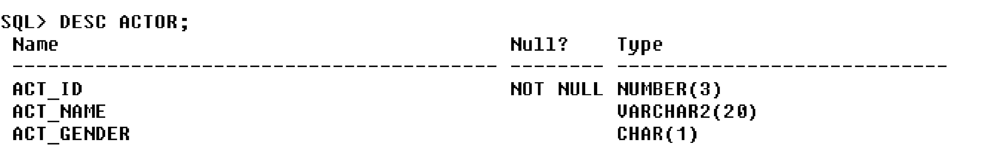 SQL> DESC ACTOR;
 Name                                      Null?    Type
 ----------------------------------------- -------- ----------------------------
 ACT_ID                                    NOT NULL NUMBER(3)
 ACT_NAME                                           VARCHAR2(20)
 ACT_GENDER                                         CHAR(1)